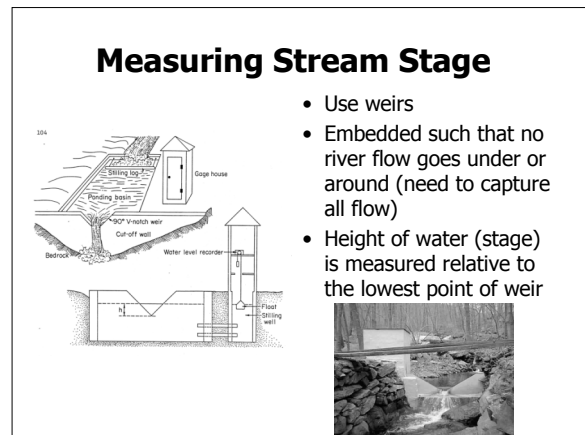 Measuring Stream Stage
104
Stilling log
Gage house
Ponding basin
90° V-notch weir
Cut-off wall
Bedrock
Water level recorder
Float
Stilling
well
h
• Use weirs
• Embedded such that no
river flow goes under or
around (need to capture
all flow)
• Height of water (stage)
is measured relative to
the lowest point of weir